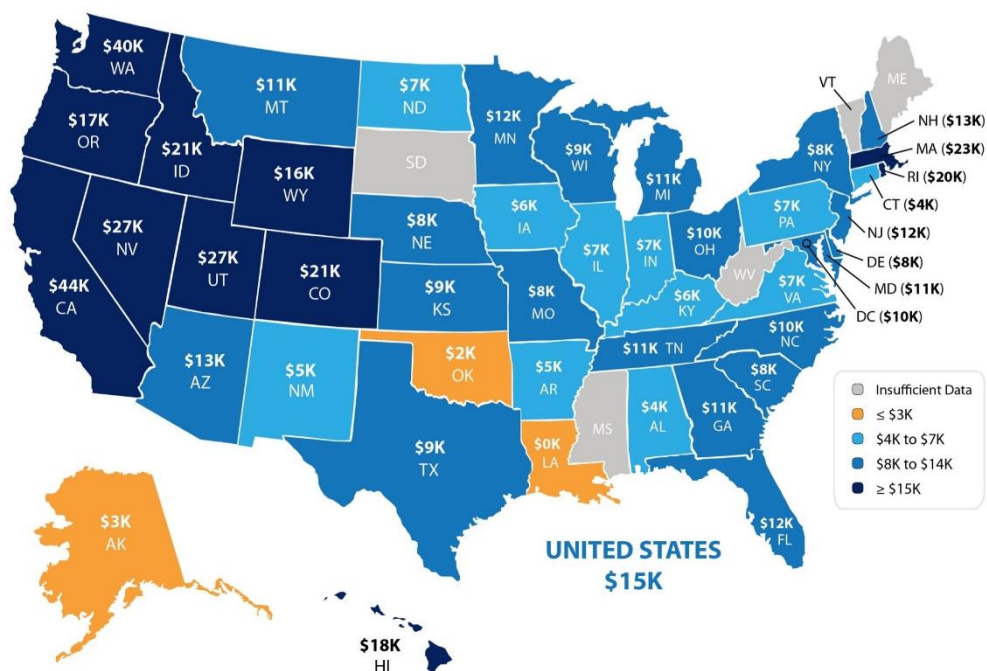 $40K
WA
$17K
OR
$21K
ID
$11K
MT
$7K
ND
SD
$16K
WY
$27K
NV
$27K
UT
$44K
CA
$21K
CO
$8K
NE
$9K
KS
$13K
AZ
$5K
NM
$2K
OK
$9K
TX
$12K
MN
$6K
IA
$8K
MO
$5K
AR
$0K
LA
$9K
WI
$7K
IL
$11K
MI
$7K
IN
$10K
OH
$6K
KY
$11K TN
MS
$4K
AL
$11K
GA
$12K
FL
$8K
SC
$10K
NC
$7K
VA
WV
$7K
PA
$8K
NY
VT
ME
NH ($13K)
MA ($23K)
RI ($20K)
CT ($4K)
NJ ($12K)
DE ($8K)
MD ($11K)
DC ($10K)
Insufficient Data
≤ $3K
$4K to $7K
$8K to $14K
≥ $15K
$3K
AK
$18K
HI
UNITED STATES
$15K